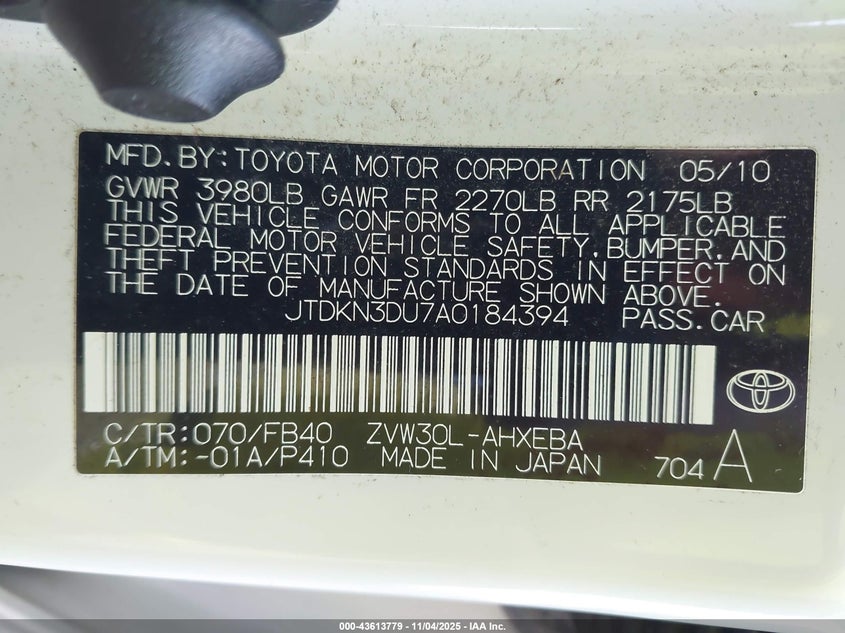 MFD.BY:TOYOTA MOTOR CORPORATION 05/10
GVWR 3980LB GAWR FR 2270LB RR 2175LB
THIS VEHICLE CONFORMS TO ALL APPLICABLE
FEDERAL MOTOR VEHICLE SAFETY,BUMPER,AND
THEFT PREVENTION STANDARDS IN EFFECT ON
THE DATE OF MANUFACTURE SHOWN ABOVE.
JTDKN3DU7A0184394 PASS.CAR
C/TR:070/FB40 ZVW30L-AHXEBA
A/TM:-01A/P410 MADE IN JAPAN 704 A
000-43613779 - 11/04/2025 - IAA Inc.